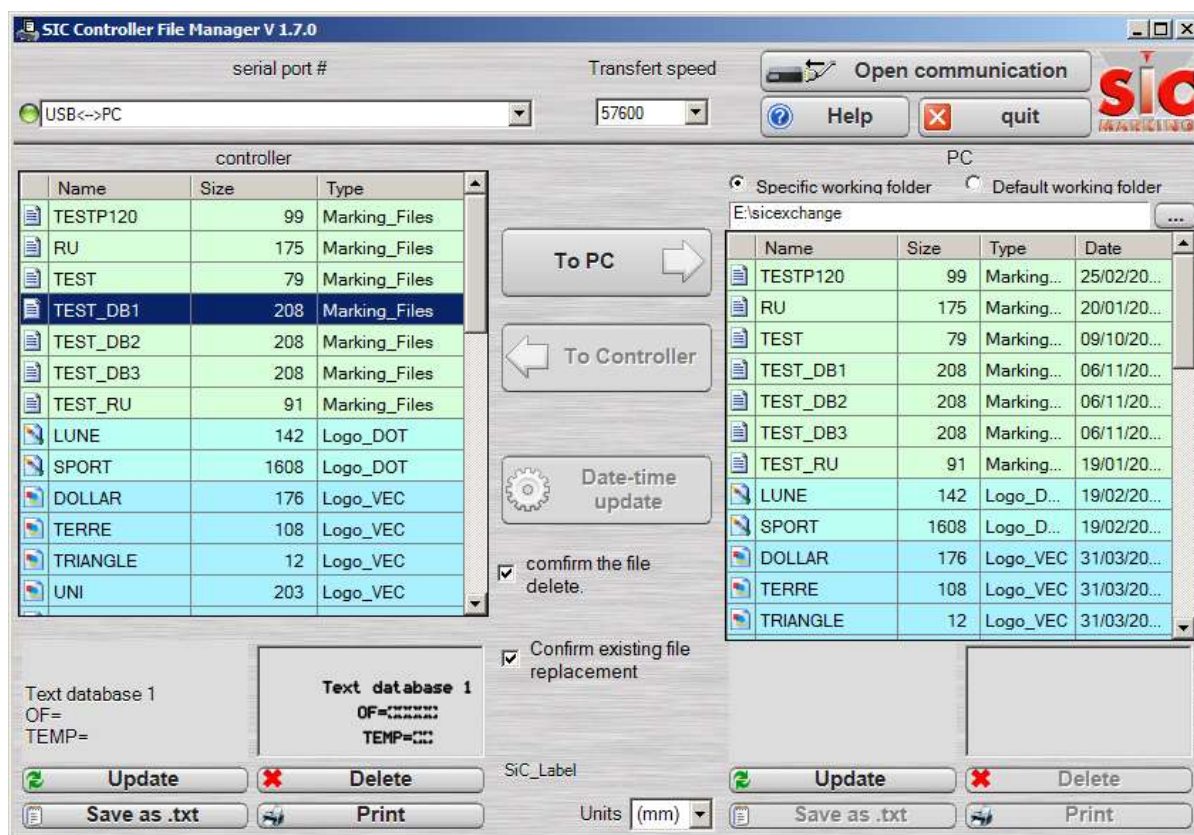 SIC Controller File Manager V 1.7.0
serial port #
Transfert speed
Open communication
USB<-->PC
57600
Help
quit
SIC
MARKING
controller
Name Size Type
TESTP120 99 Marking_Files
RU 175 Marking_Files
TEST 79 Marking_Files
TEST_DB1 208 Marking_Files
TEST_DB2 208 Marking_Files
TEST_DB3 208 Marking_Files
TEST_RU 91 Marking_Files
LUNE 142 Logo_DOT
SPORT 1608 Logo_DOT
DOLLAR 176 Logo_VEC
TERRE 108 Logo_VEC
TRIANGLE 12 Logo_VEC
UNI 203 Logo_VEC
Text database 1
OF=
TEMP=
Text database 1
OF=
TEMP=
Update
Delete
Save as .txt
Print
To PC
To Controller
Date-time
update
comfirm the file
delete.
Confirm existing file
replacement
SiC_Label
Units (mm)
PC
Specific working folder
Default working folder
E:\sicexchange
...
Name Size Type Date
TESTP120 99 Marking... 25/02/20...
RU 175 Marking... 20/01/20...
TEST 79 Marking... 09/10/20...
TEST_DB1 208 Marking... 06/11/20...
TEST_DB2 208 Marking... 06/11/20...
TEST_DB3 208 Marking... 06/11/20...
TEST_RU 91 Marking... 19/01/20...
LUNE 142 Logo_D... 19/02/20...
SPORT 1608 Logo_D... 19/02/20...
DOLLAR 176 Logo_VEC 31/03/20...
TERRE 108 Logo_VEC 31/03/20...
TRIANGLE 12 Logo_VEC 31/03/20...
Update
Delete
Save as .txt
Print